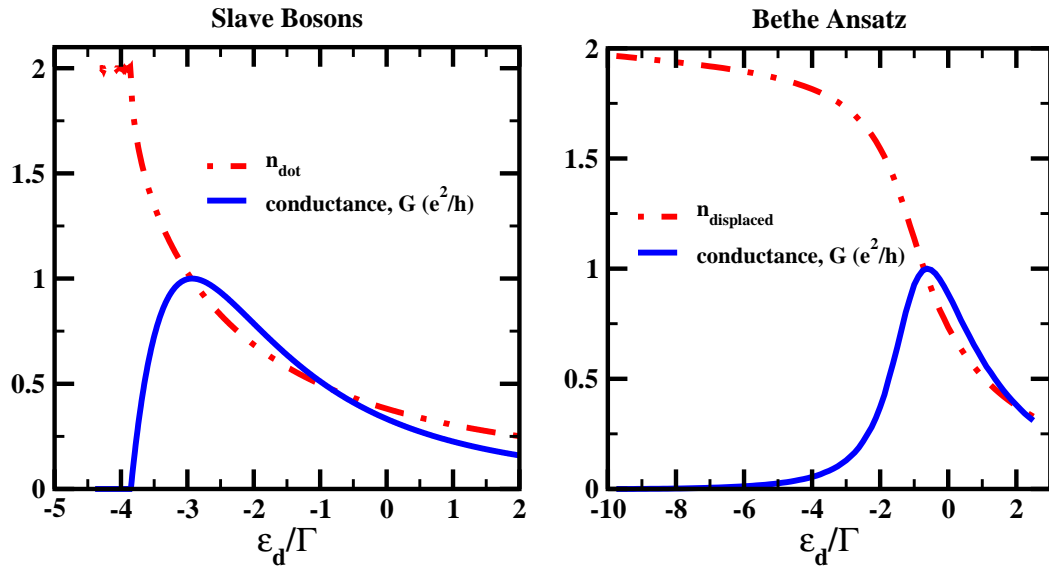 Slave Bosons
2
1.5
1
0.5
0
n_dot
conductance, G (e^2/h)
-5 -4 -3 -2 -1 0 1 2
ε_d/Γ
Bethe Ansatz
2
1.5
1
0.5
0
n_displaced
conductance, G (e^2/h)
-10 -8 -6 -4 -2 0 2
ε_d/Γ